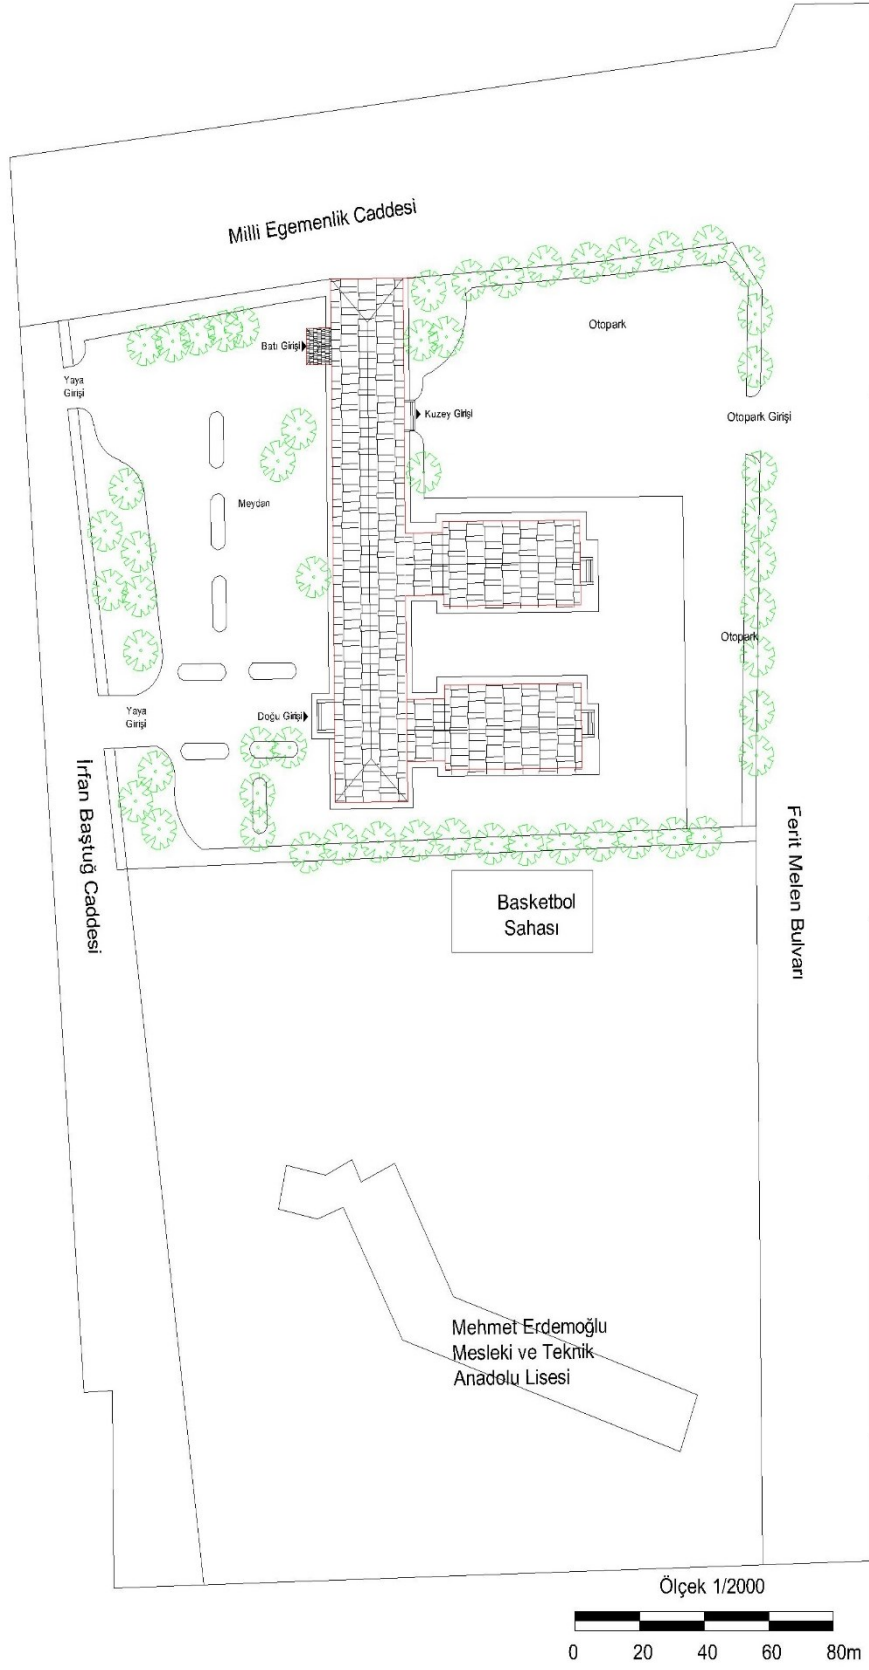 Milli Egemenlik Caddesi
Otopark
Batı Girişi
Yaya
Girişi
Kuzey Girişi
Otopark Girişi
Meydan
Otopark
Yaya
Girişi
Doğu Girişi
İrfan Baştuğ Caddesi
Ferit Melen Bulvarı
Basketbol
Sahası
Mehmet Erdemoğlu
Mesleki ve Teknik
Anadolu Lisesi
Ölçek 1/2000
0 20 40 60 80m